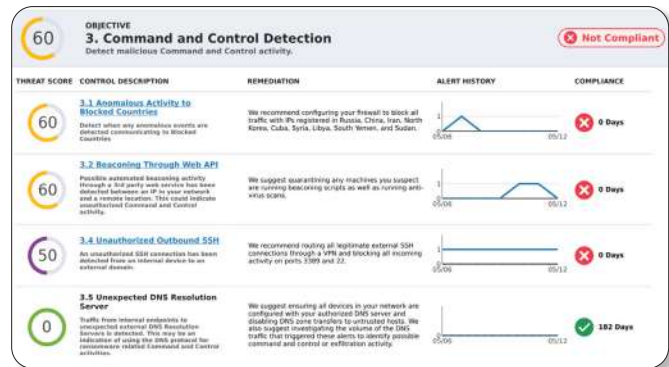 60
OBJECTIVE
3. Command and Control Detection
Detect malicious Command and Control activity.
Not Compliant
THREAT SCORE CONTROL DESCRIPTION REMEDIATION ALERT HISTORY COMPLIANCE
60
3.1 Anomalous Activity to
Blocked Countries
Detect when any anomalous events are
detected communicating to Blocked
Countries
We recommend configuring your firewall to block all
traffic with IPs registered in Russia, China, Iran, North
Korea, Cuba, Syria, Libya, South Yemen, and Sudan.
1
0
05/06 05/12
0 Days
60
3.2 Beaconing Through Web API
Possible automated beaconing activity
through a 3rd party web service has been
detected between an IP in your network
and a remote location. This could indicate
unauthorized Command and Control
activity.
We suggest quarantining any machines you suspect
are running beaconing scripts as well as running anti-
virus scans.
1
0
05/06 05/12
0 Days
50
3.4 Unauthorized Outbound SSH
An unauthorized SSH connection has been
detected from an internal device to an
external domain.
We recommend routing all legitimate external SSH
connections through a VPN and blocking all incoming
activity on ports 3389 and 22.
1
0
05/06 05/12
0 Days
0
3.5 Unexpected DNS Resolution
Server
Traffic from internal endpoints to
unexpected external DNS Resolution
Servers is detected. This may be an
indication of using the DNS protocol for
ransomware related Command and Control
activities.
We suggest ensuring all devices in your network are
configured with your authorized DNS server and
disabling DNS zone transfers to untrusted hosts. We
also suggest investigating the volume of the DNS
traffic that triggered these alerts to identify possible
command and control or exfiltration activity.
05/06 05/12
182 Days